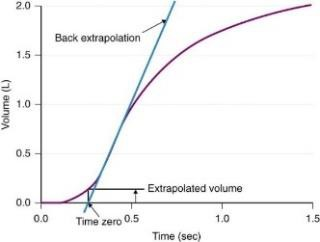 2.0
Back extrapolation
1.5
Volume (L)
1.0
0.5
Extrapolated volume
0.0
0.0
Time zero
0.5
1.0
1.5
Time (sec)